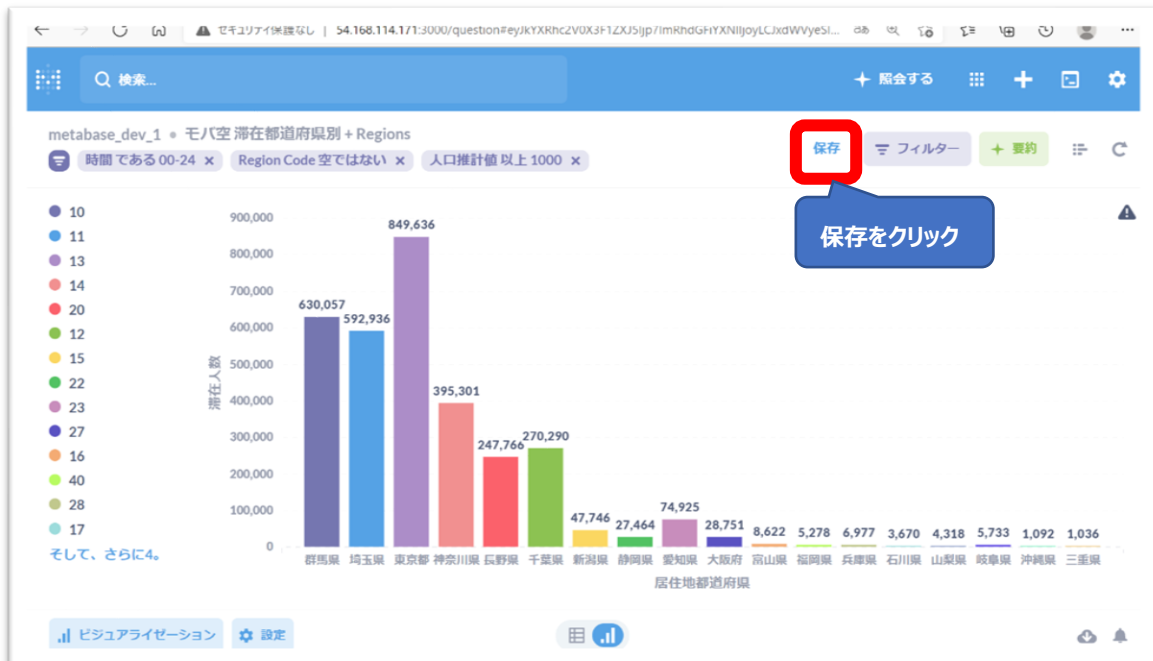 セキュリティ保護なし | 54.168.114.171:3000/question#eyJkYXRhc2V0X3F1ZXJ5Ijp7ImRhdGFiYXNlIjoyLCJxdWVyeSI...
検索...
照会する
metabase_dev_1 • モバ空 滞在都道府県別 + Regions
時間 である 00-24 ×
Region Code 空ではない ×
人口推計値 以上 1000 ×
保存
フィルター
要約
保存をクリック
10
11
13
14
20
12
15
22
23
27
16
40
28
17
そして、さらに4。
滞在人数
900,000
800,000
700,000
600,000
500,000
400,000
300,000
200,000
100,000
0
630,057
592,936
849,636
395,301
247,766
270,290
47,746
27,464
74,925
28,751
8,622
5,278
6,977
3,670
4,318
5,733
1,092
1,036
群馬県 埼玉県 東京都 神奈川県 長野県 千葉県 新潟県 静岡県 愛知県 大阪府 富山県 福岡県 兵庫県 石川県 山梨県 岐阜県 沖縄県 三重県
居住地都道府県
ビジュアライゼーション
設定